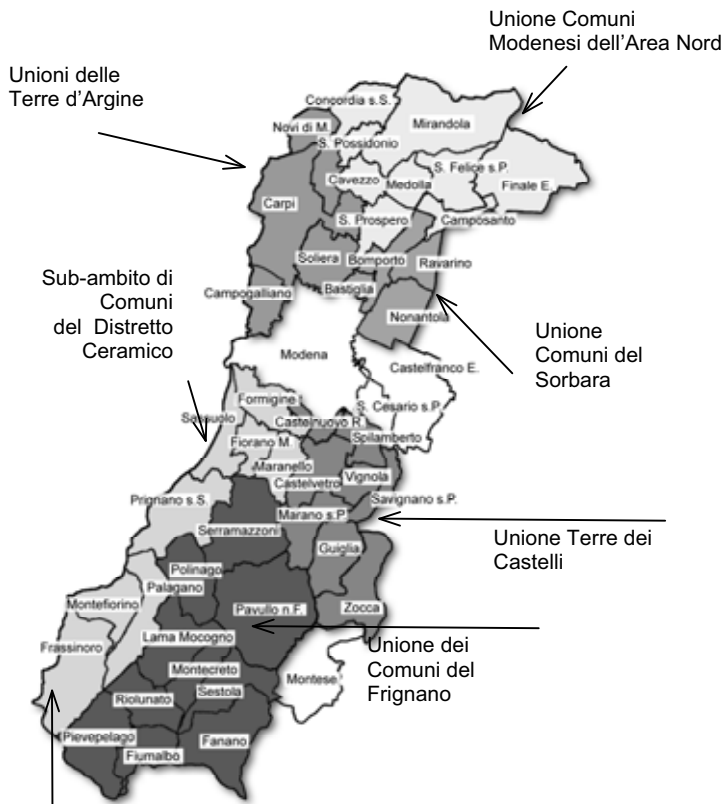 Unione Comuni
Modenesi dell'Area Nord
Unioni delle
Terre d'Argine
Concordia s.S.
Mirandola
Novi di M.
S. Possidonio
S. Felice s.P.
Cavezzo
Medolla
Finale E.
Carpi
S. Prospero
Camposanto
Soliera
Bomporto
Ravarino
Sub-ambito di
Comuni
del Distretto
Ceramico
Campogalliano
Bastiglia
Nonantola
Unione
Comuni del
Sorbara
Modena
Castelfranco E.
Formigine
S. Cesario s.P.
Sassuolo
Castelnuovo R.
Fiorano M.
Spilamberto
Maranello
Castelvetro
Vignola
Prignano s.S.
Savignano s.P.
Marano s.P
Serramazzoni
Unione Terre dei
Castelli
Guiglia
Polinago
Palagano
Montefiorino
Pavullo n.F.
Zocca
Lama Mocogno
Frassinoro
Unione dei
Comuni del
Frignano
Montecreto
Montese
Sestola
Riolunato
Pievepelago
Fanano
Fiumalbo